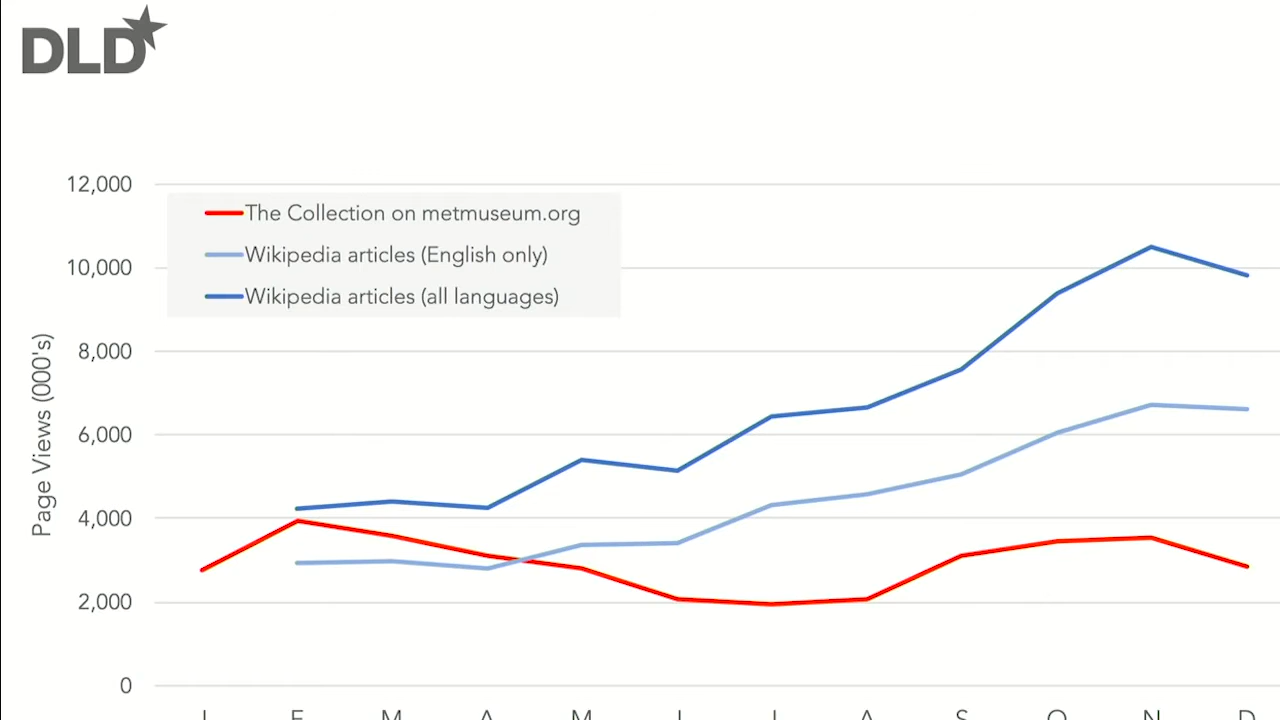 DLD
12,000
The Collection on metmuseum.org
Wikipedia articles (English only)
10,000
Wikipedia articles (all languages)
8,000
Page Views (000's)
6,000
4,000
2,000
0
J F M A M J J A S O N D